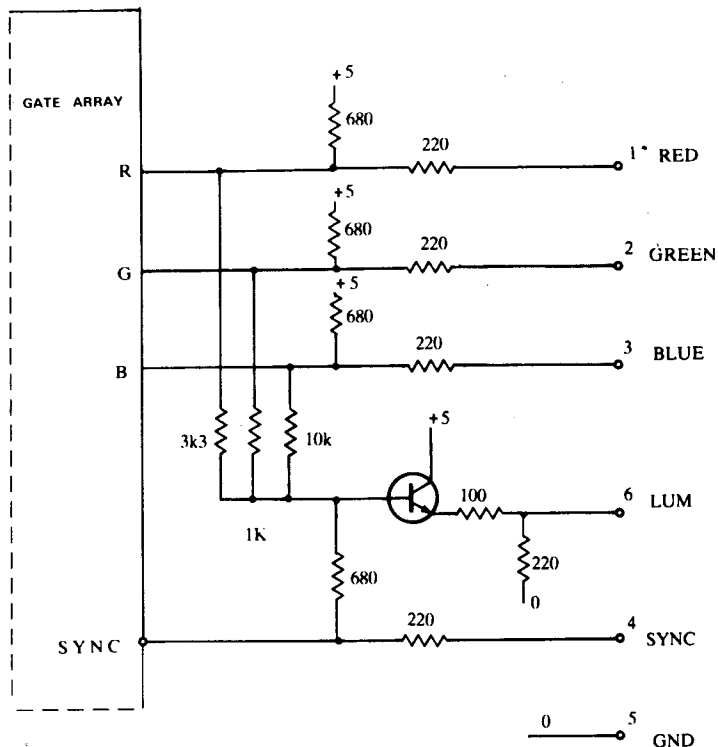 +5
GATE ARRAY
680
220
1 RED
R
+5
680
220
2 GREEN
G
+5
680
220
3 BLUE
B
+5
3k3
10k
100
6 LUM
1K
680
220
0
220
4 SYNC
SYNC
0
5 GND